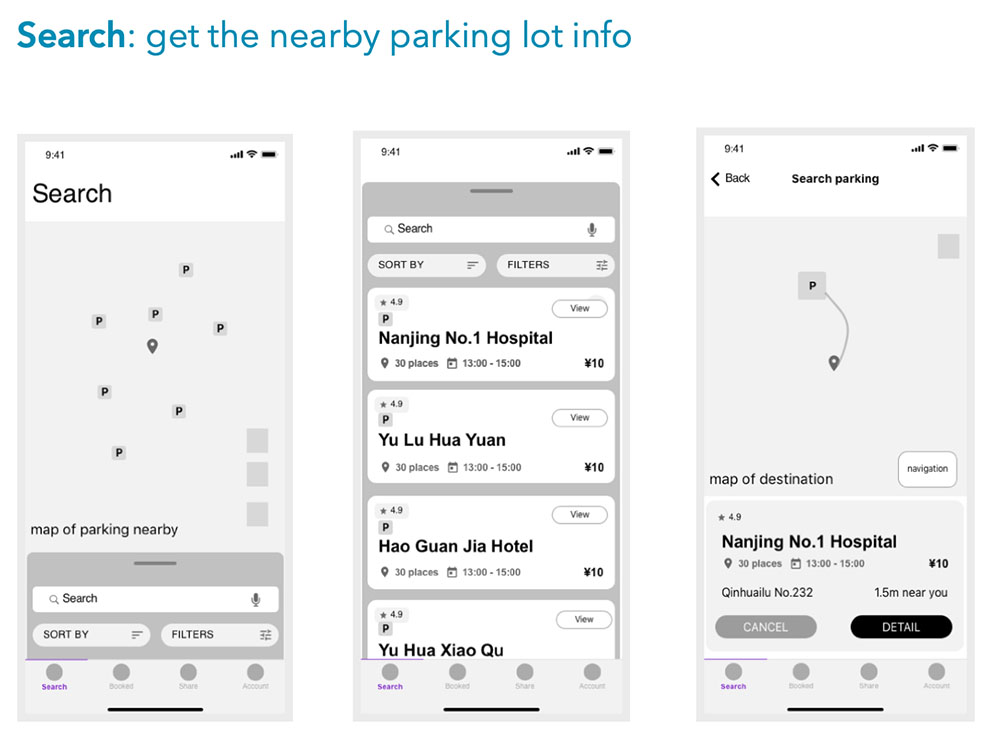 Search: get the nearby parking lot info
9:41
Search
P
P
P
P
P
P
P
map of parking nearby
Search
SORT BY FILTERS
Search Booked Share Account
9:41
Search
SORT BY FILTERS
4.9
View
P
Nanjing No.1 Hospital
30 places 13:00 - 15:00 ¥10
4.9
View
P
Yu Lu Hua Yuan
30 places 13:00 - 15:00 ¥10
4.9
View
P
Hao Guan Jia Hotel
30 places 13:00 - 15:00 ¥10
4.9
View
P
Yu Hua Xiao Qu
Search Booked Share Account
9:41
Back Search parking
P
navigation
map of destination
4.9
Nanjing No.1 Hospital
30 places 13:00 - 15:00 ¥10
Qinhuailu No.232 1.5m near you
CANCEL DETAIL
Search Booked Share Account